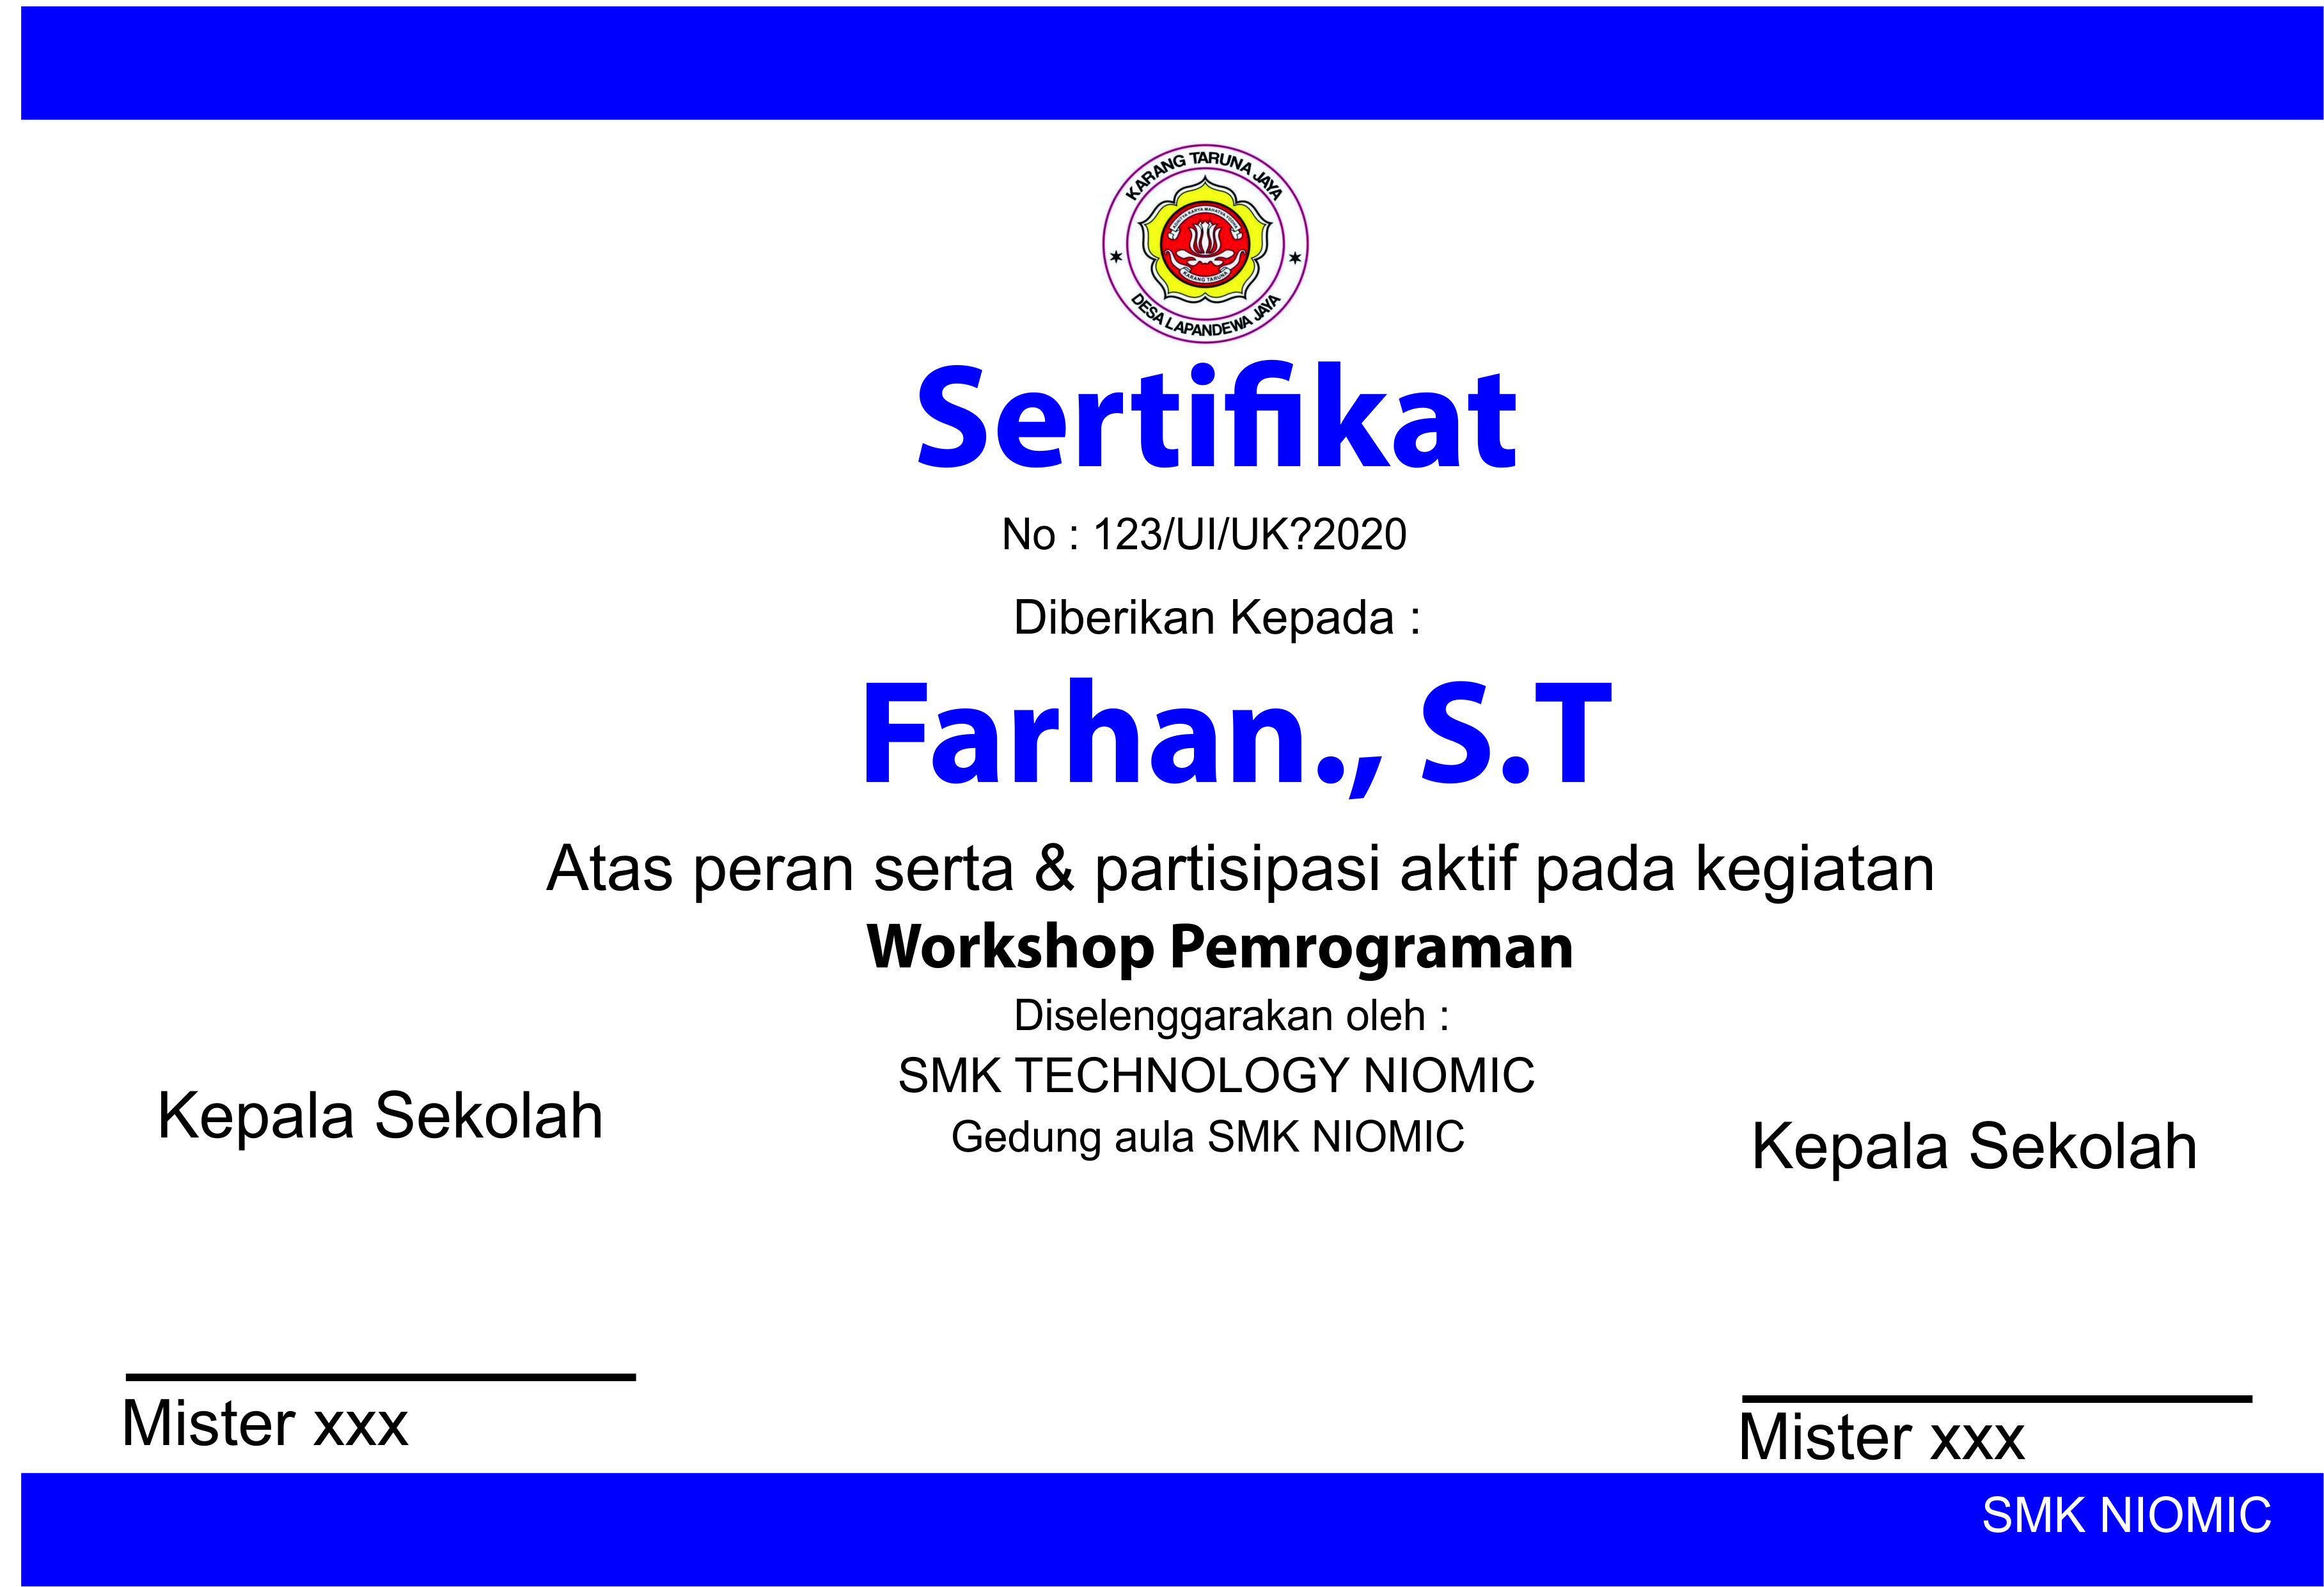 KARANG TARUNA JAYA
KARANG TARUNA
DESA LAPANDEWA JAYA
Sertifikat
No : 123/UI/UK?2020
Diberikan Kepada :
Farhan., S.T
Atas peran serta & partisipasi aktif pada kegiatan
Workshop Pemrograman
Diselenggarakan oleh :
SMK TECHNOLOGY NIOMIC
Gedung aula SMK NIOMIC
Kepala Sekolah
Kepala Sekolah
Mister xxx
Mister xxx
SMK NIOMIC